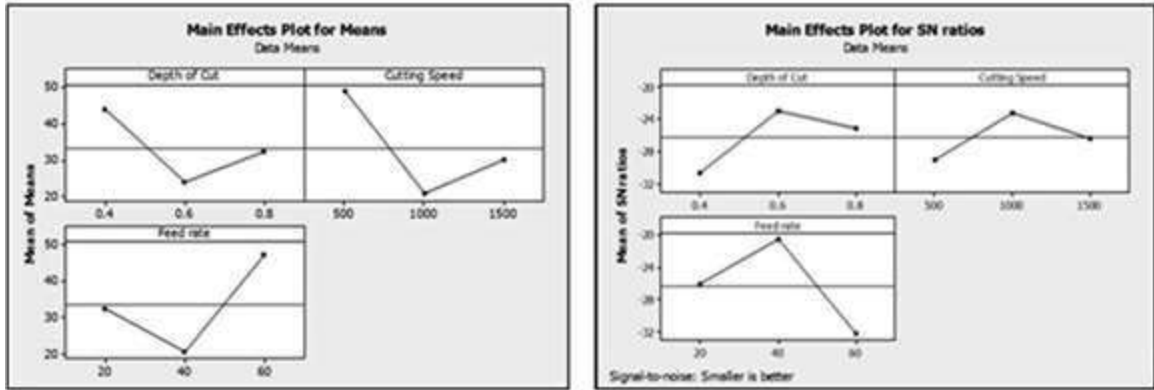 Main Effects Plot for Means
Data Means
Depth of Cut Cutting Speed
50
40
30
20
0.4 0.6 0.8 500 1000 1500
Feed rate
50
40
30
20
20 40 60
Mean of Means
Main Effects Plot for SN ratios
Data Means
Depth of Cut Cutting Speed
-20
-24
-28
-32
0.4 0.6 0.8 500 1000 1500
Feed rate
-20
-24
-28
-32
20 40 60
Mean of SN ratios
Signal-to-noise: Smaller is better